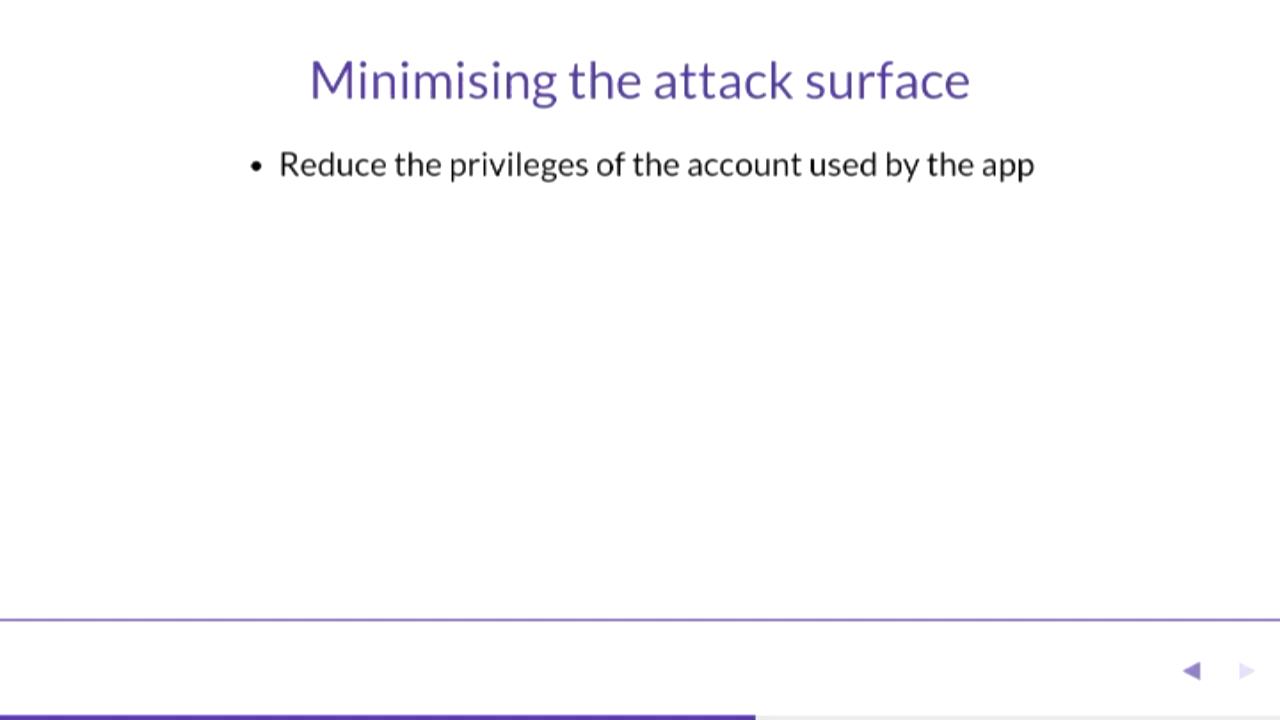 Minimising the attack surface
• Reduce the privileges of the account used by the app